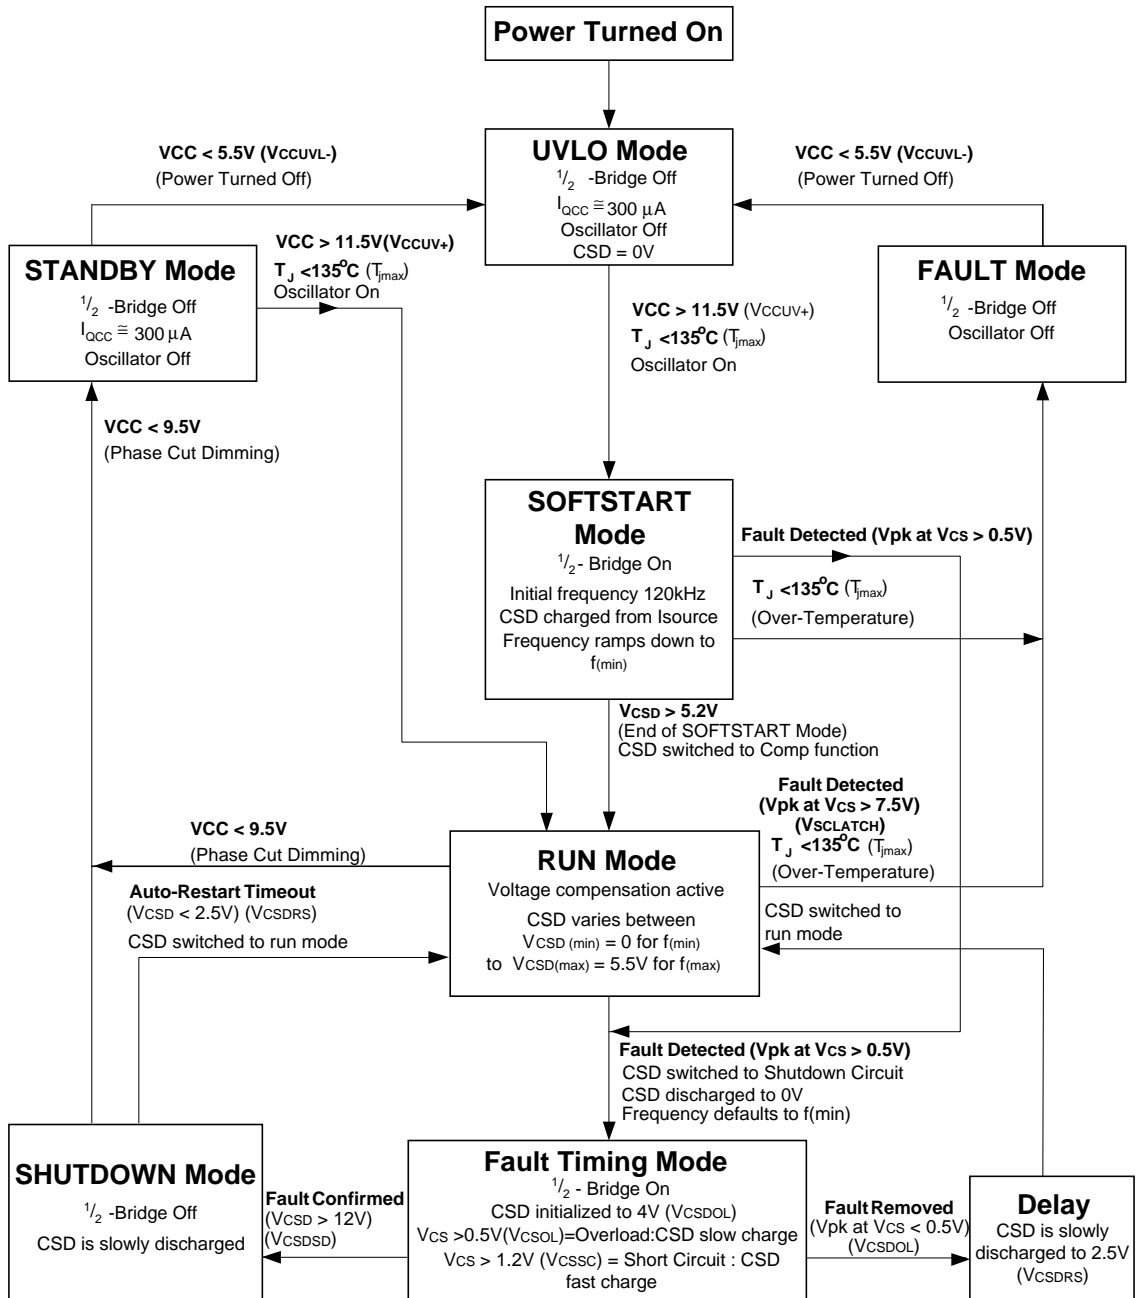 Power Turned On
VCC < 5.5V (VCCUVL-)
(Power Turned Off)
UVLO Mode
1/2 -Bridge Off
IQCC ≅ 300 µA
Oscillator Off
CSD = 0V
VCC < 5.5V (VCCUVL-)
(Power Turned Off)
STANDBY Mode
1/2 -Bridge Off
IQCC ≅ 300 µA
Oscillator Off
VCC > 11.5V(VCCUV+)
TJ <135°C (Tjmax)
Oscillator On
VCC > 11.5V (VCCUV+)
TJ <135°C (Tjmax)
Oscillator On
FAULT Mode
1/2 -Bridge Off
Oscillator Off
VCC < 9.5V
(Phase Cut Dimming)
SOFTSTART
Mode
1/2- Bridge On
Initial frequency 120kHz
CSD charged from Isource
Frequency ramps down to
f(min)
Fault Detected (Vpk at VCS > 0.5V)
TJ <135°C (Tjmax)
(Over-Temperature)
VCSD > 5.2V
(End of SOFTSTART Mode)
CSD switched to Comp function
Fault Detected
(Vpk at VCS > 7.5V)
(VSCLATCH)
TJ <135°C (Tjmax)
(Over-Temperature)
VCC < 9.5V
(Phase Cut Dimming)
RUN Mode
Voltage compensation active
CSD varies between
VCSD (min) = 0 for f(min)
to VCSD(max) = 5.5V for f(max)
Auto-Restart Timeout
(VCSD < 2.5V) (VCSDRS)
CSD switched to run mode
CSD switched to
run mode
Fault Detected (Vpk at VCS > 0.5V)
CSD switched to Shutdown Circuit
CSD discharged to 0V
Frequency defaults to f(min)
SHUTDOWN Mode
1/2 -Bridge Off
CSD is slowly discharged
Fault Confirmed
(VCSD > 12V)
(VCSDSD)
Fault Timing Mode
1/2 - Bridge On
CSD initialized to 4V (VCSDOL)
VCS >0.5V(VCSOL)=Overload:CSD slow charge
VCS > 1.2V (VCSSC) = Short Circuit : CSD
fast charge
Fault Removed
(Vpk at VCS < 0.5V)
(VCSDOL)
Delay
CSD is slowly
discharged to 2.5V
(VCSDRS)